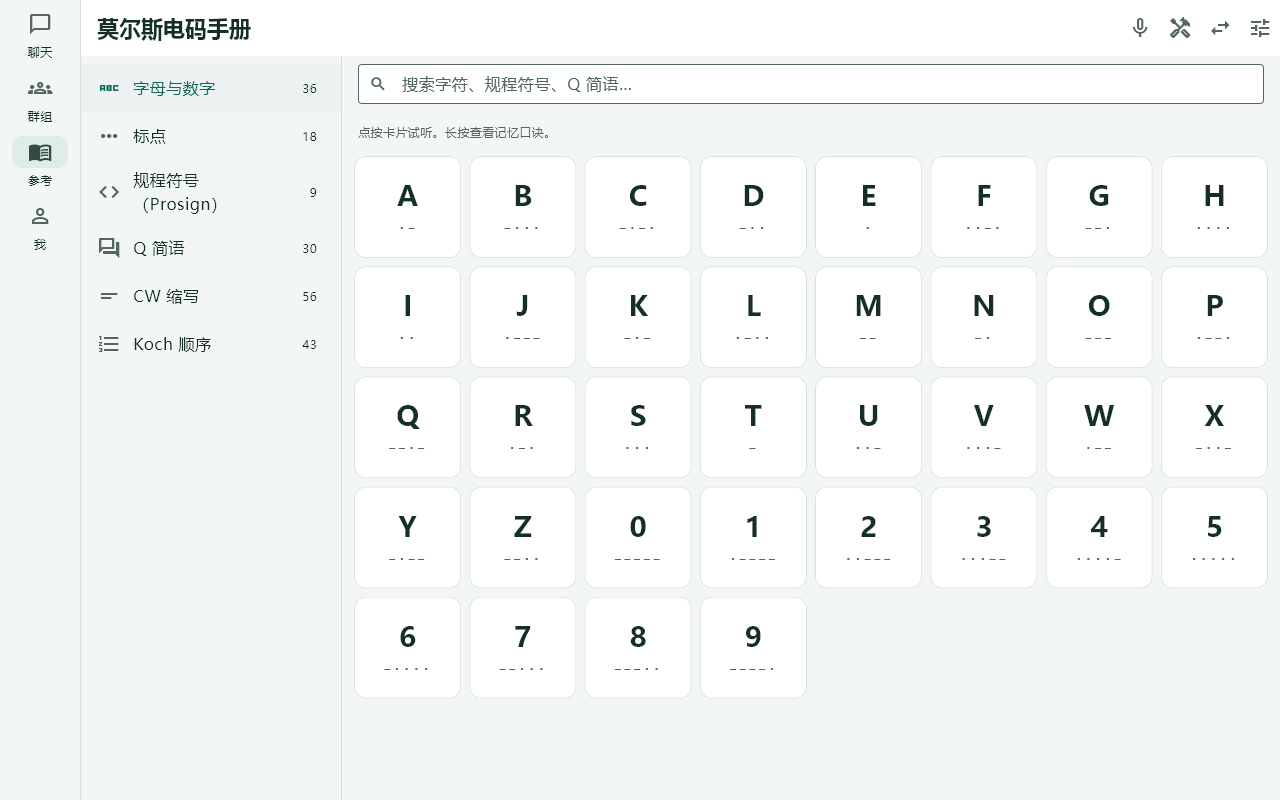 莫尔斯电码手册
聊天
群组
参考
我
ABC 字母与数字 36
标点 18
规程符号
（Prosign） 9
Q 简语 30
CW 缩写 56
Koch 顺序 43
搜索字符、规程符号、Q 简语...
点按卡片试听。长按查看记忆口诀。
A B C D E F G H
·− −··· −·−· −·· · ··−· −−· ····
I J K L M N O P
·· ·−−− −·− ·−·· −− −· −−− ·−−·
Q R S T U V W X
−−·− ·−· ··· − ··− ···− ·−− −··−
Y Z 0 1 2 3 4 5
−·−− −−·· −−−−− ·−−−− ··−−− ···−− ····− ·····
6 7 8 9
−···· −−··· −−−·· −−−−·